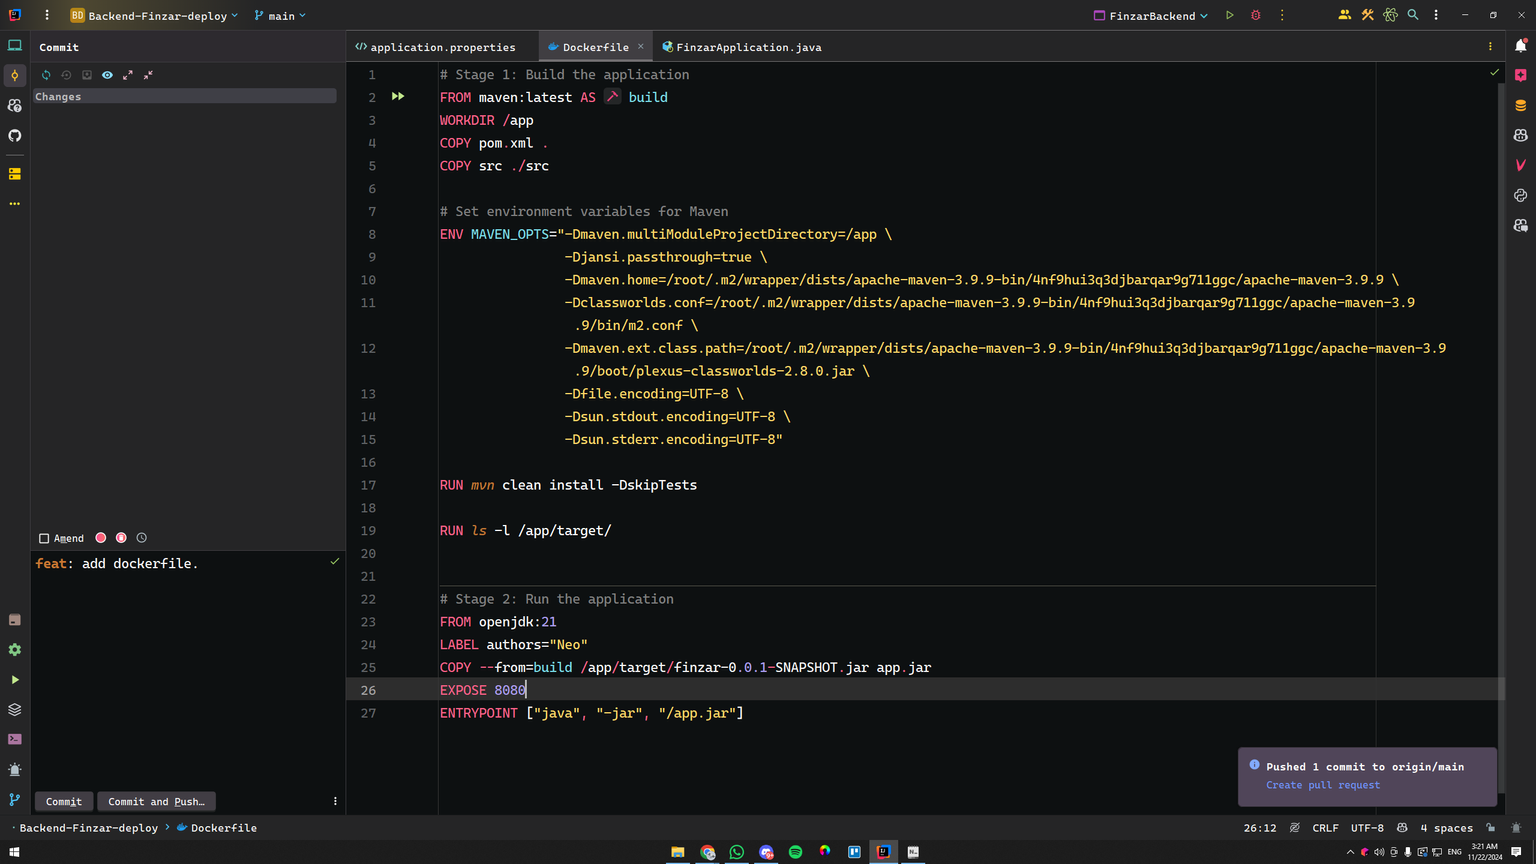 BD Backend-Finzar-deploy
main
FinzarBackend
Commit
application.properties
Dockerfile
FinzarApplication.java
Changes
1 # Stage 1: Build the application
2 FROM maven:latest AS build
3 WORKDIR /app
4 COPY pom.xml .
5 COPY src ./src
6
7 # Set environment variables for Maven
8 ENV MAVEN_OPTS="-Dmaven.multiModuleProjectDirectory=/app \
9 -Djansi.passthrough=true \
10 -Dmaven.home=/root/.m2/wrapper/dists/apache-maven-3.9.9-bin/4nf9hui3q3djbarqar9g711ggc/apache-maven-3.9.9 \
11 -Dclassworlds.conf=/root/.m2/wrapper/dists/apache-maven-3.9.9-bin/4nf9hui3q3djbarqar9g711ggc/apache-maven-3.9
.9/bin/m2.conf \
12 -Dmaven.ext.class.path=/root/.m2/wrapper/dists/apache-maven-3.9.9-bin/4nf9hui3q3djbarqar9g711ggc/apache-maven-3.9
.9/boot/plexus-classworlds-2.8.0.jar \
13 -Dfile.encoding=UTF-8 \
14 -Dsun.stdout.encoding=UTF-8 \
15 -Dsun.stderr.encoding=UTF-8"
16
17 RUN mvn clean install -DskipTests
18
19 RUN ls -l /app/target/
20
21
22 # Stage 2: Run the application
23 FROM openjdk:21
24 LABEL authors="Neo"
25 COPY --from=build /app/target/finzar-0.0.1-SNAPSHOT.jar app.jar
26 EXPOSE 8080
27 ENTRYPOINT ["java", "-jar", "/app.jar"]
Amend
feat: add dockerfile.
Commit
Commit and Push...
Pushed 1 commit to origin/main
Create pull request
Backend-Finzar-deploy > Dockerfile
26:12
CRLF
UTF-8
4 spaces
ENG
3:21 AM
11/22/2024